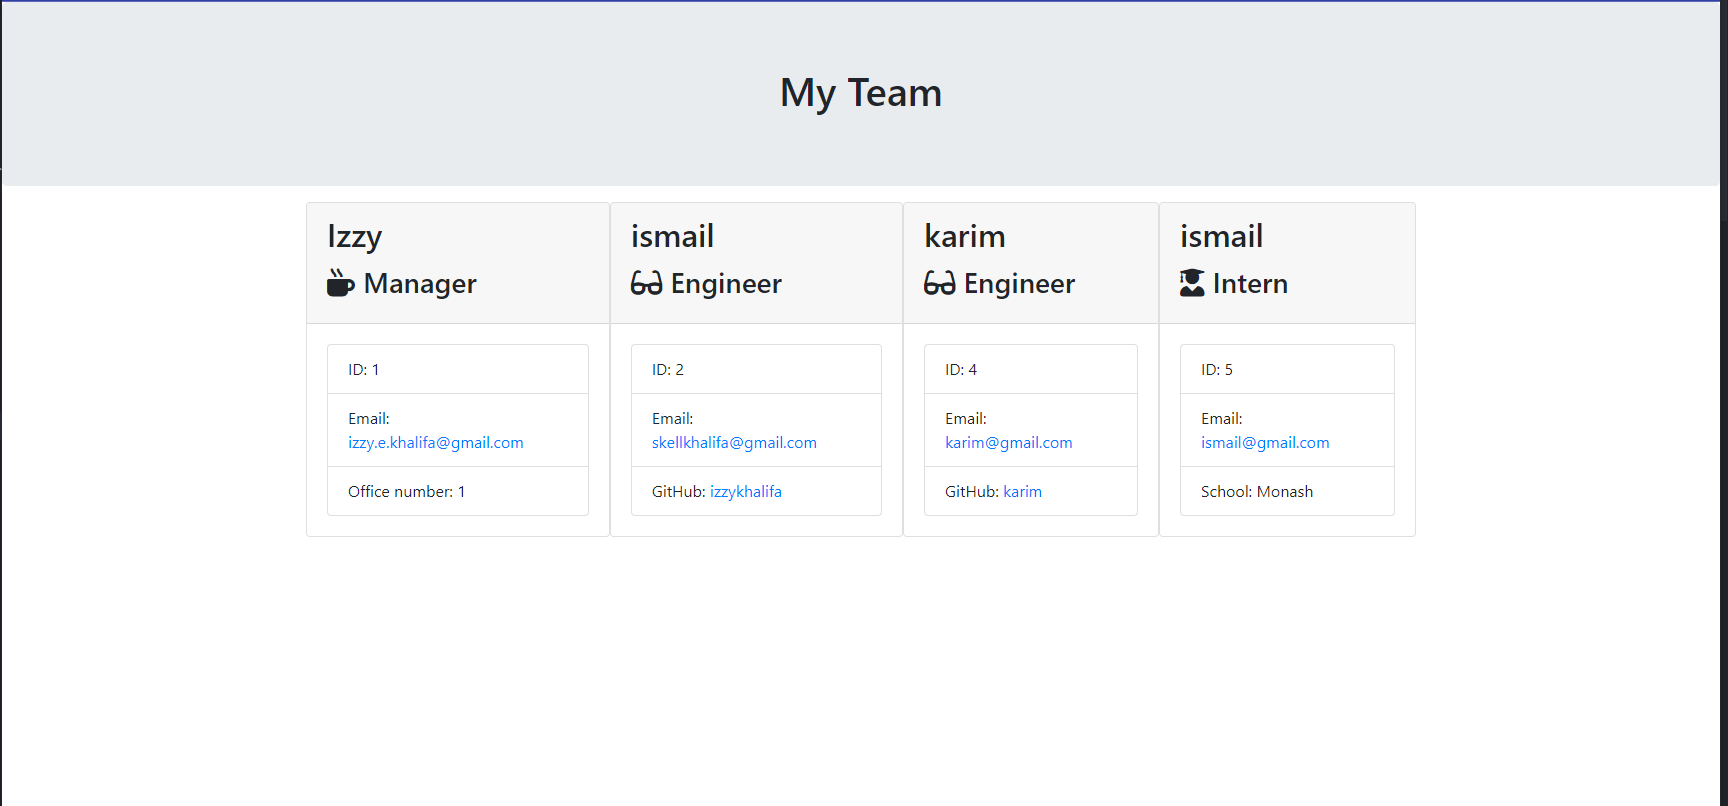 My Team
Izzy
Manager
ID: 1
Email:
izzy.e.khalifa@gmail.com
Office number: 1
ismail
Engineer
ID: 2
Email:
skellkhalifa@gmail.com
GitHub: izzykhalifa
karim
Engineer
ID: 4
Email:
karim@gmail.com
GitHub: karim
ismail
Intern
ID: 5
Email:
ismail@gmail.com
School: Monash